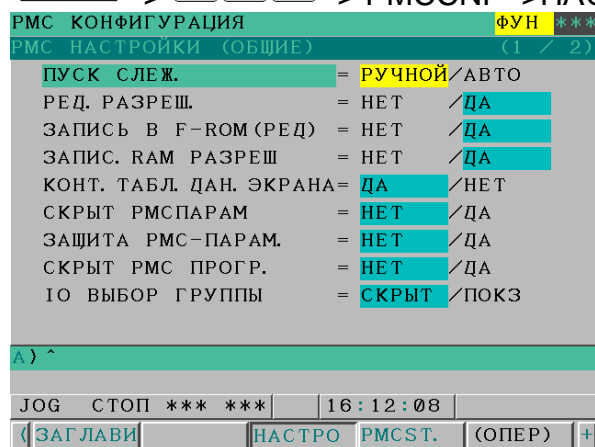 PMC КОНФИГУРАЦИЯ ФУН ***
PMC НАСТРОЙКИ (ОБЩИЕ) (1 / 2)
ПУСК СЛЕЖ. = РУЧНОЙ/АВТО
РЕД. РАЗРЕШ. = НЕТ /ДА
ЗАПИСЬ В F-ROM(РЕД) = НЕТ /ДА
ЗАПИС. RAM РАЗРЕШ = НЕТ /ДА
КОНТ. ТАБЛ. ДАН. ЭКРАНА= ДА /НЕТ
СКРЫТ PMCПАРАМ = НЕТ /ДА
ЗАЩИТА PMC-ПАРАМ. = НЕТ /ДА
СКРЫТ PMC ПРОГР. = НЕТ /ДА
IO ВЫБОР ГРУППЫ = СКРЫТ /ПОКЗ
A) ^
JOG СТОП *** *** 16:12:08
( ЗАГЛАВИ НАСТРО PMCST. (ОПЕР) +